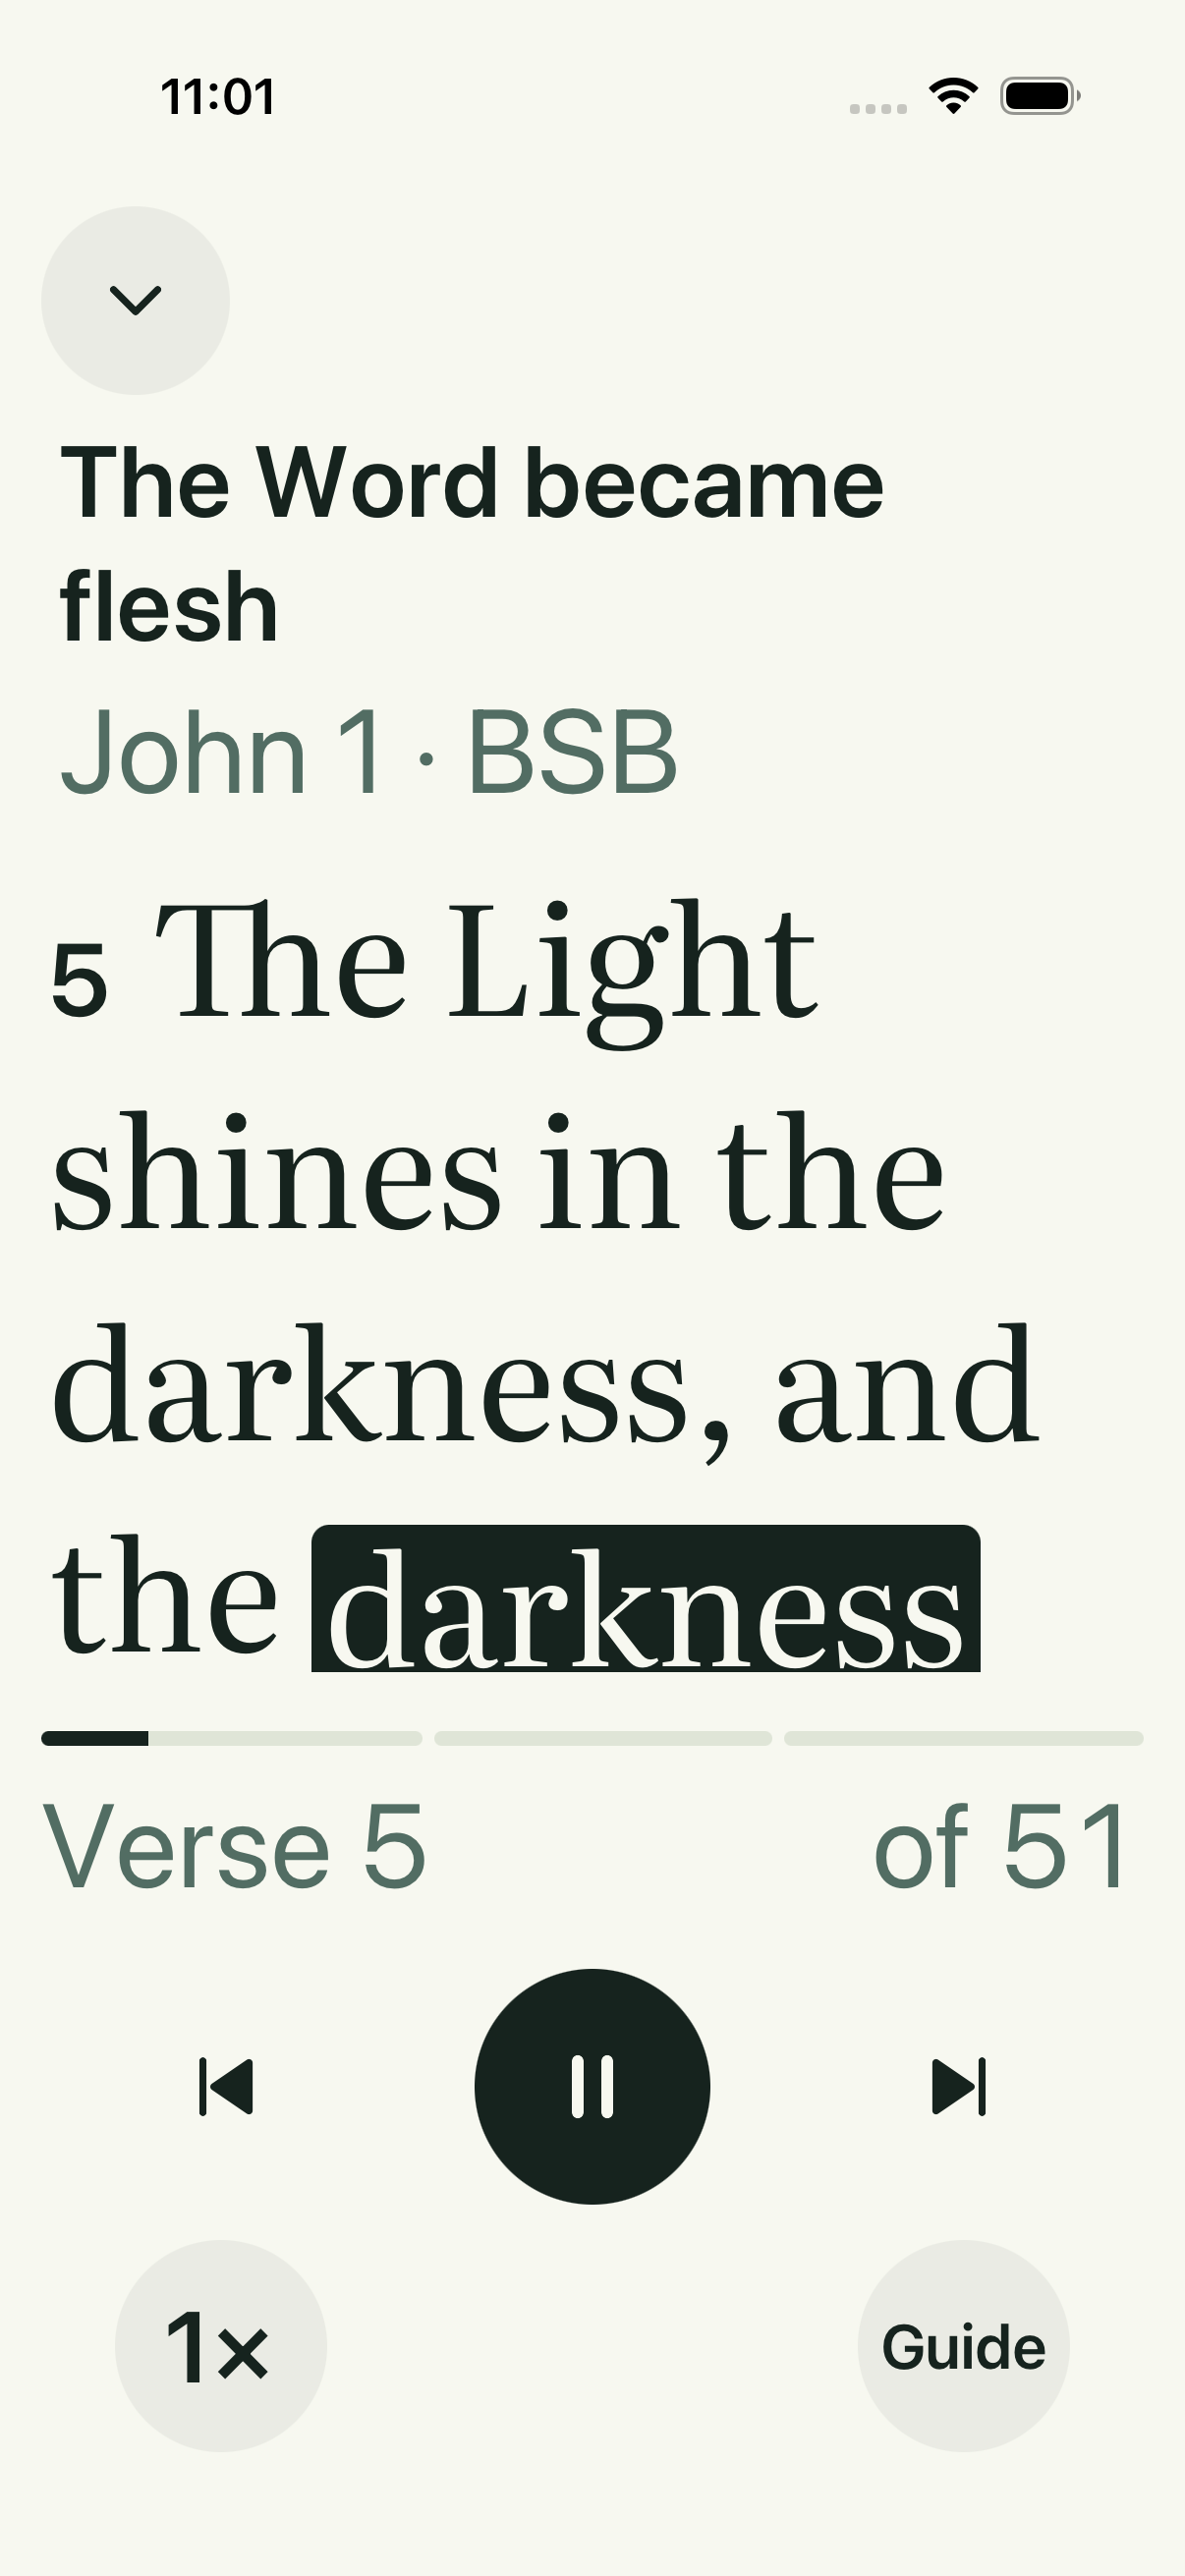 11:01
The Word became
flesh
John 1 · BSB
5 The Light
shines in the
darkness, and
the darkness
Verse 5 of 51
1×
Guide